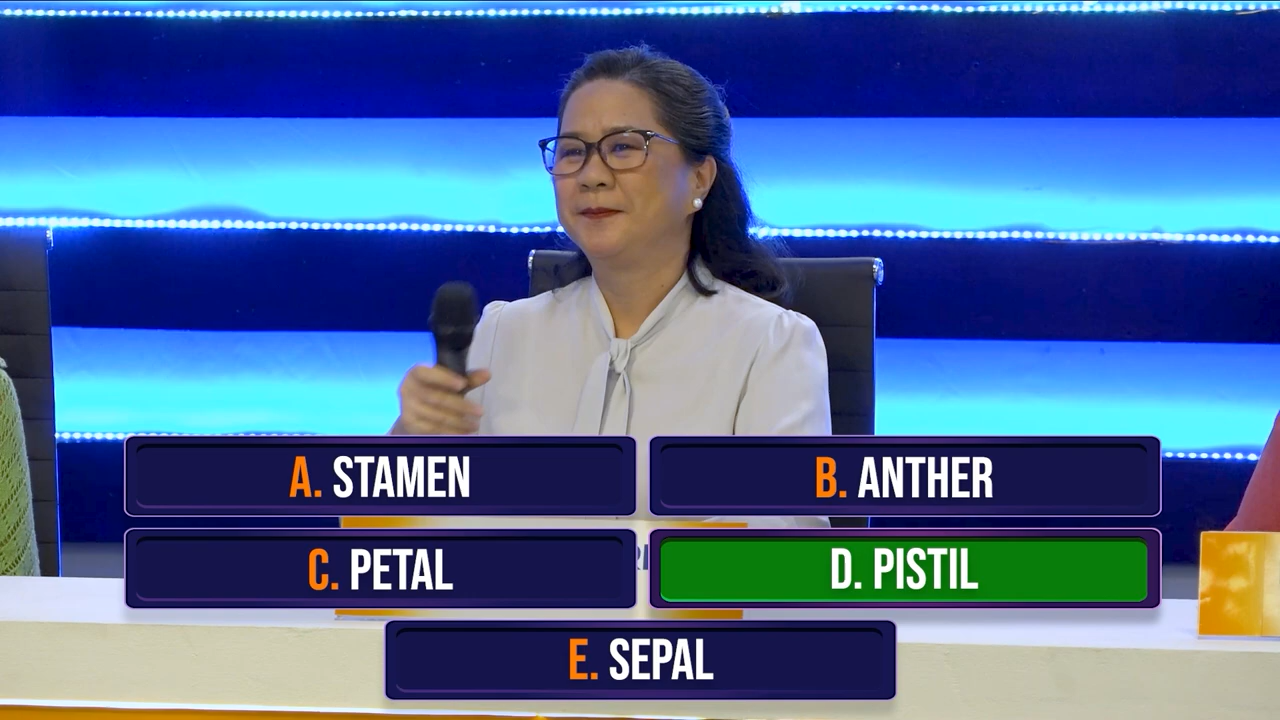 A. STAMEN
B. ANTHER
C. PETAL
D. PISTIL
E. SEPAL